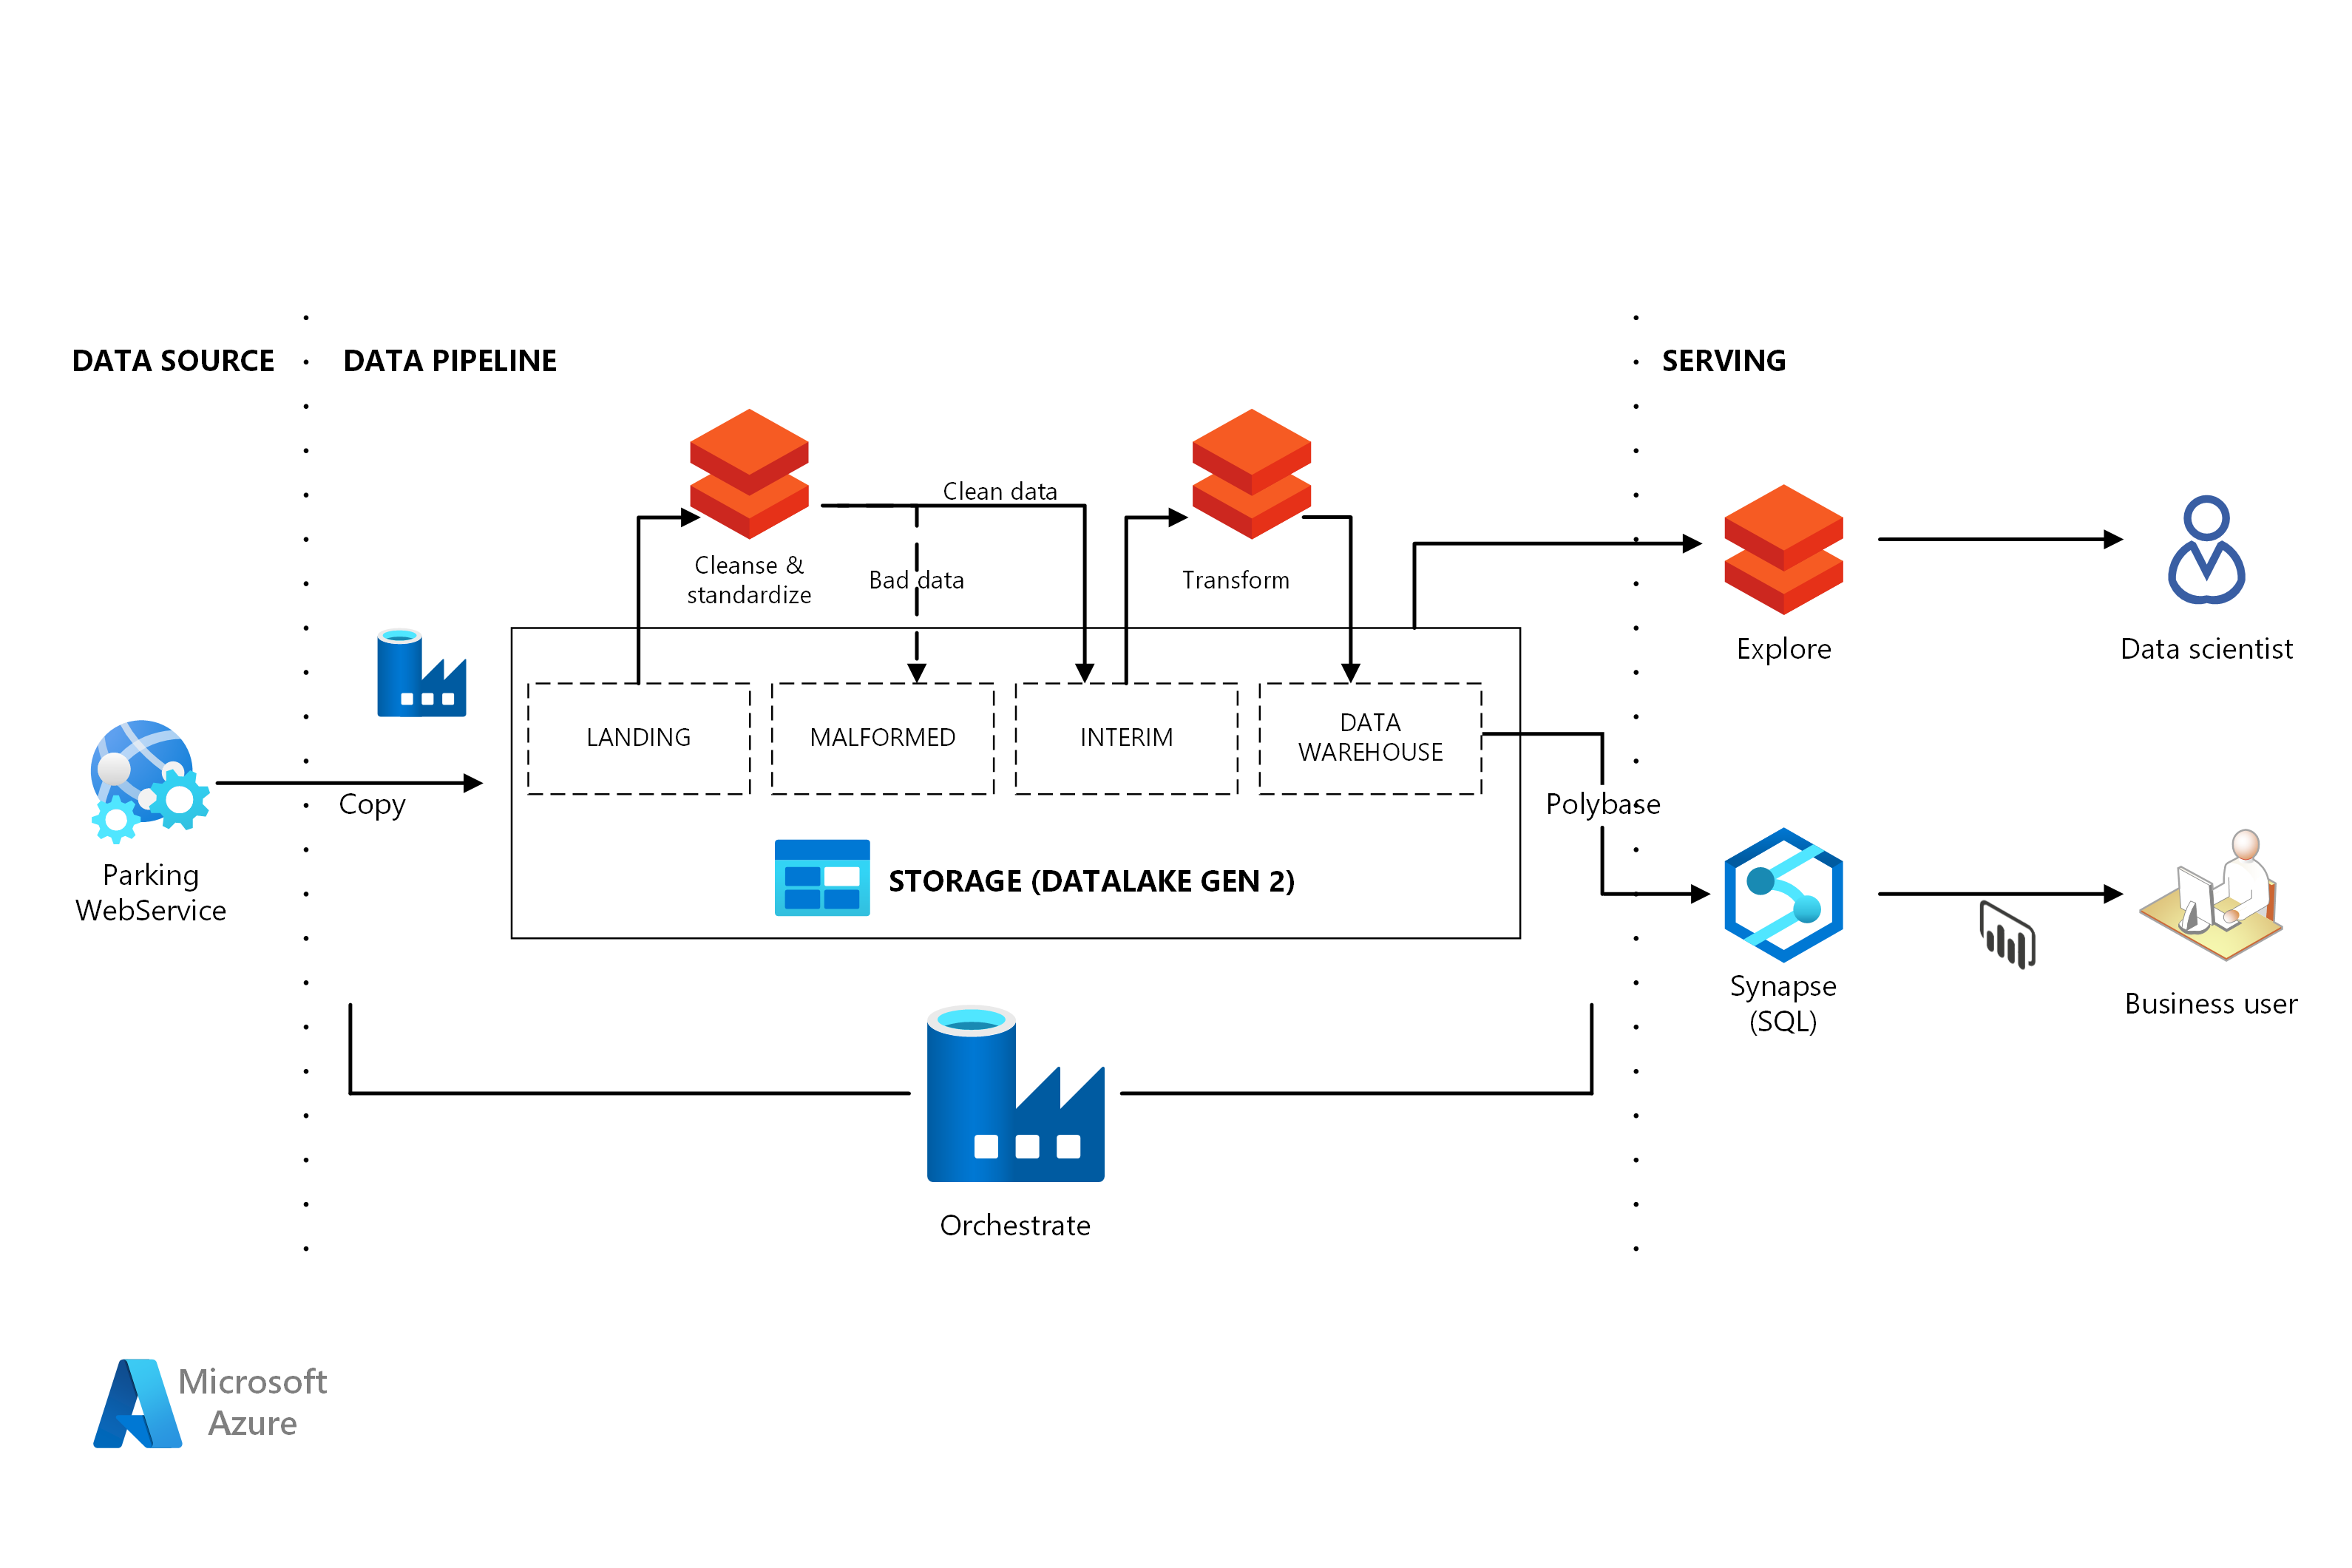 DATA SOURCE
DATA PIPELINE
SERVING
Clean data
Cleanse &
standardize
Bad data
Transform
Explore
Data scientist
LANDING
MALFORMED
INTERIM
DATA
WAREHOUSE
Copy
Polybase
Parking
WebService
STORAGE (DATALAKE GEN 2)
Synapse
(SQL)
Business user
Orchestrate
Microsoft
Azure